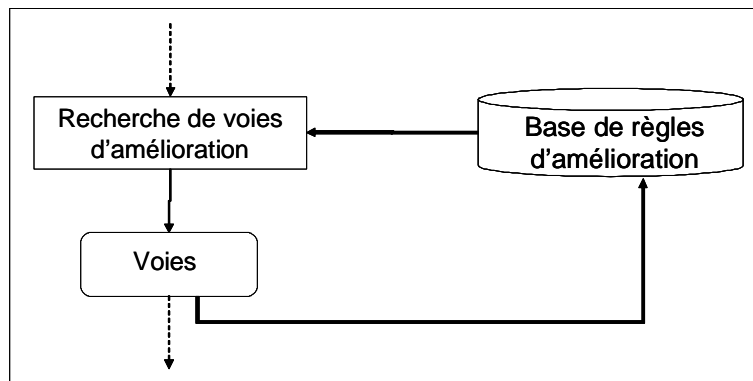 Recherche de voies
d'amélioration
Base de règles
d'amélioration
Voies